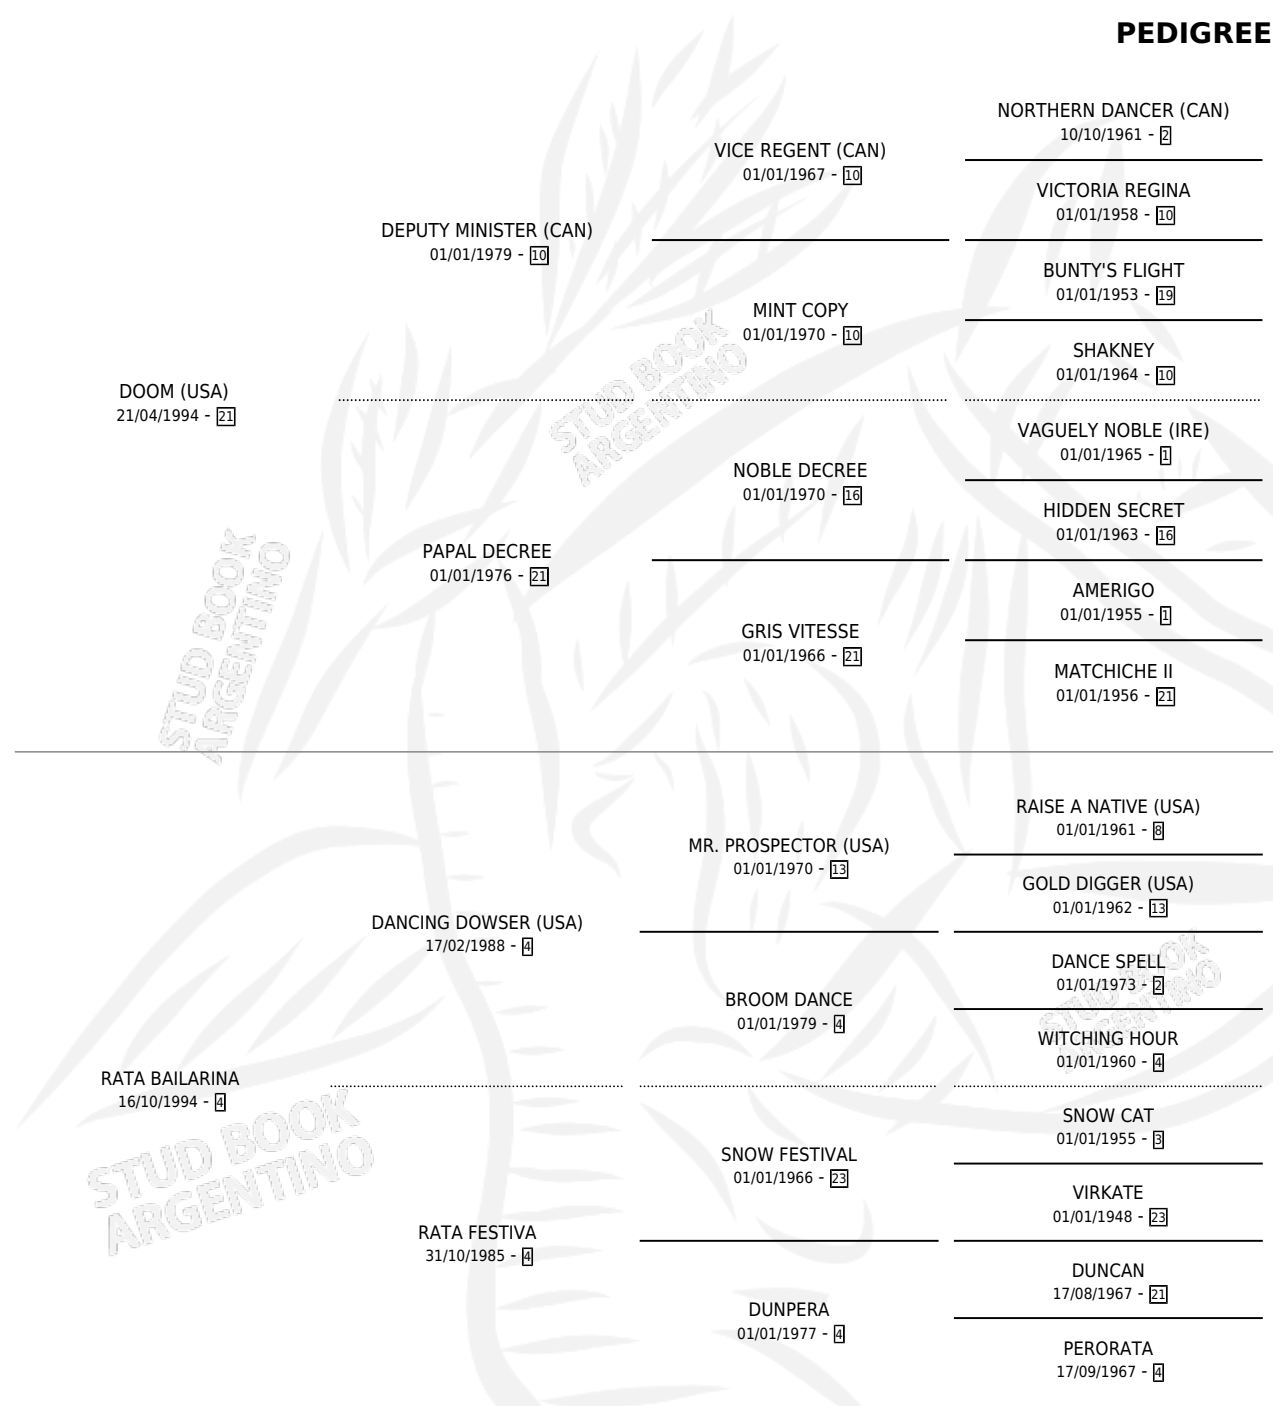 PEDIGREE
NORTHERN DANCER (CAN)
10/10/1961 - 2
VICE REGENT (CAN)
01/01/1967 - 10
VICTORIA REGINA
01/01/1958 - 10
DEPUTY MINISTER (CAN)
01/01/1979 - 10
BUNTY'S FLIGHT
01/01/1953 - 19
MINT COPY
01/01/1970 - 10
SHAKNEY
01/01/1964 - 10
DOOM (USA)
21/04/1994 - 21
VAGUELY NOBLE (IRE)
01/01/1965 - 1
NOBLE DECREE
01/01/1970 - 16
HIDDEN SECRET
01/01/1963 - 16
PAPAL DECREE
01/01/1976 - 21
AMERIGO
01/01/1955 - 1
GRIS VITESSE
01/01/1966 - 21
MATCHICHE II
01/01/1956 - 21
RAISE A NATIVE (USA)
01/01/1961 - 8
MR. PROSPECTOR (USA)
01/01/1970 - 13
GOLD DIGGER (USA)
01/01/1962 - 13
DANCING DOWSER (USA)
17/02/1988 - 4
DANCE SPELL
01/01/1973 - 2
BROOM DANCE
01/01/1979 - 4
WITCHING HOUR
01/01/1960 - 4
RATA BAILARINA
16/10/1994 - 4
SNOW CAT
01/01/1955 - 3
SNOW FESTIVAL
01/01/1966 - 23
VIRKATE
01/01/1948 - 23
RATA FESTIVA
31/10/1985 - 4
DUNCAN
17/08/1967 - 21
DUNPERA
01/01/1977 - 4
PERORATA
17/09/1967 - 4
STUD BOOK
ARGENTINO
STUD BOOK
ARGENTINO
STUD BOOK
ARGENTINO
STUD BOOK
ARGENTINO